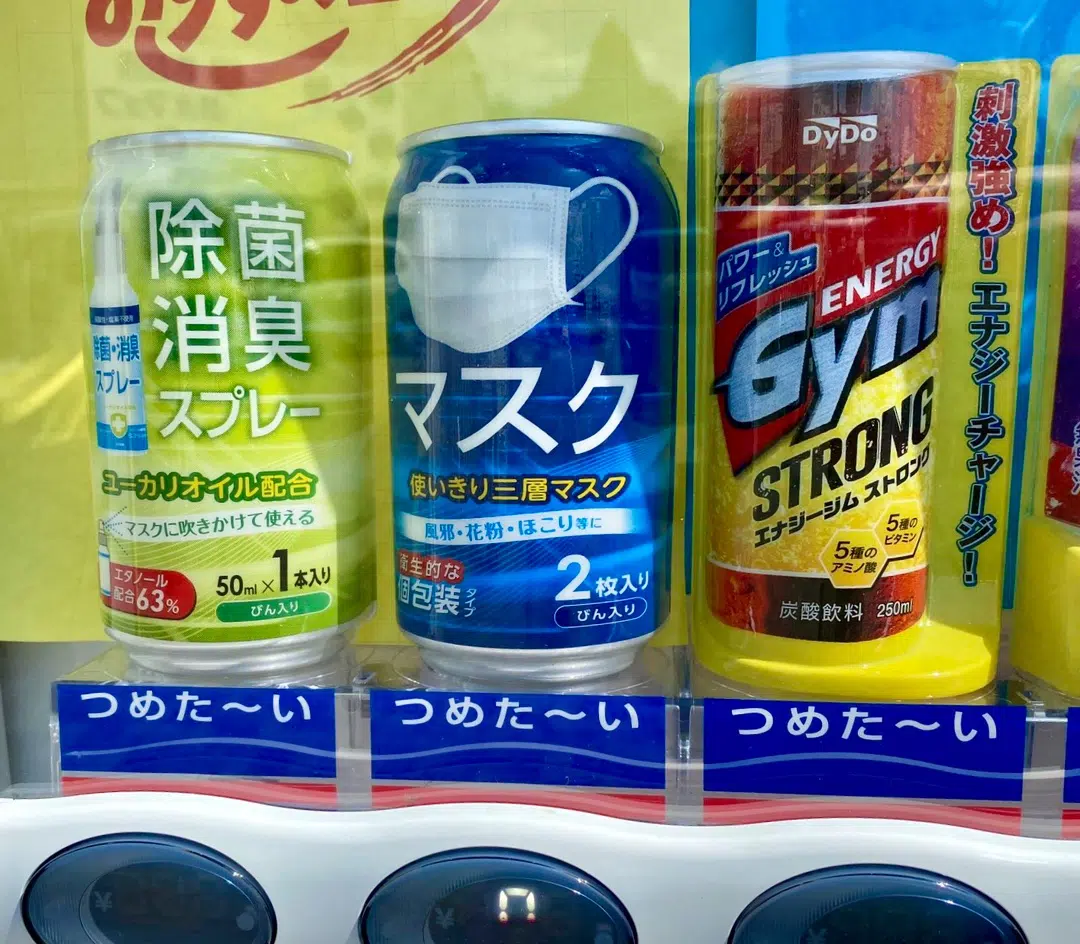 除菌
消臭
スプレー
除菌・消臭
スプレー
ユーカリオイル配合
マスクに吹きかけて使える
エタノール
配合63%
50ml×1本入り
びん入り
マスク
使いきり三層マスク
風邪・花粉・ほこり等に
衛生的な
個包装
タイプ
2枚入り
びん入り
DyDo
パワー&
リフレッシュ
ENERGY
Gym
STRONG
エナジージム ストロング
5種の
ビタミン
5種の
アミノ酸
炭酸飲料 250ml
刺激強め!エナジーチャージ!
つめた〜い
つめた〜い
つめた〜い
¥
¥
¥